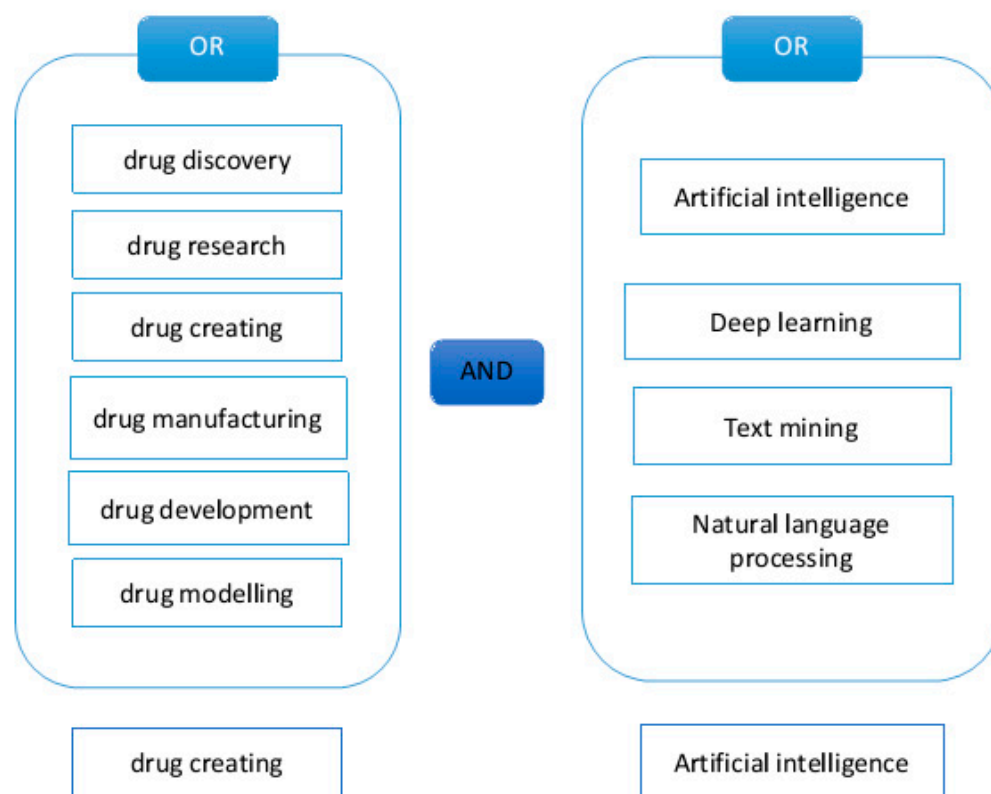 OR
drug discovery
drug research
drug creating
drug manufacturing
drug development
drug modelling
AND
OR
Artificial intelligence
Deep learning
Text mining
Natural language
processing
drug creating
Artificial intelligence